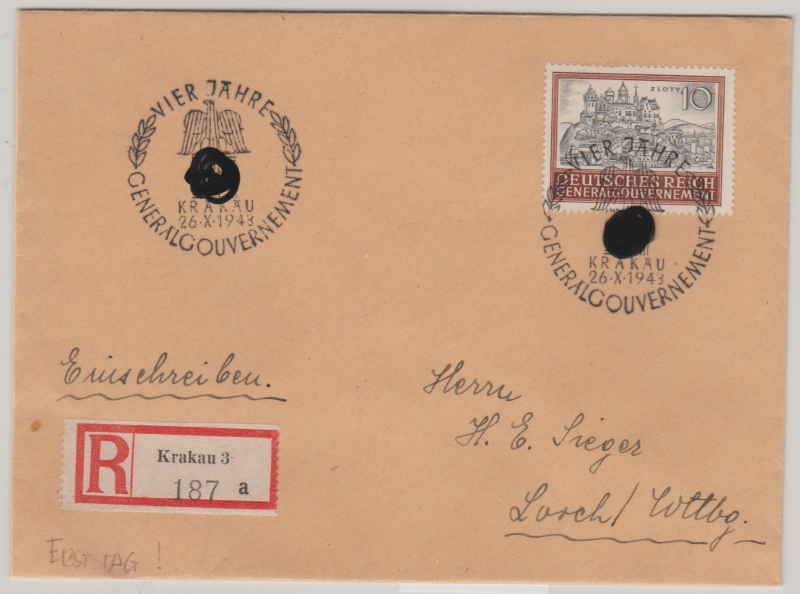 VIER JAHRE
GENERALGOUVERNEMENT
KRAKAU
26·X·1943
ZLOTY 10
DEUTSCHES REICH
GENERALGOUVERNEMENT
VIER JAHRE
GENERALGOUVERNEMENT
KRAKAU
26·X·1943
Einschreiben.
Herrn
H. E. Sieger
Lorch/Wttbg.
R Krakau 3
187 a
ERST TAG!